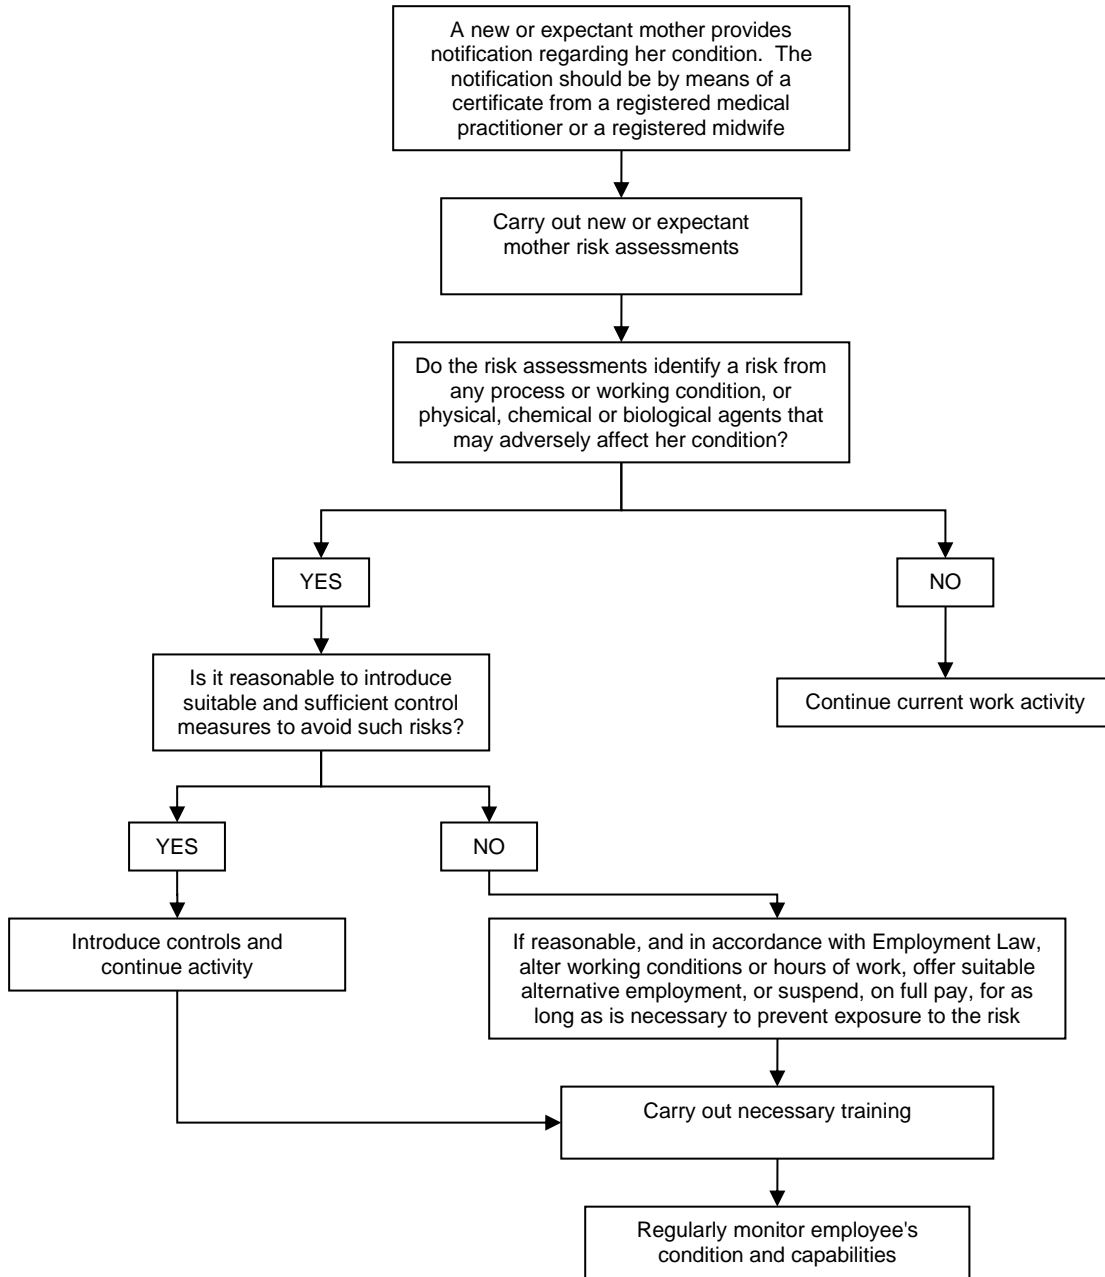 A new or expectant mother provides
notification regarding her condition.  The
notification should be by means of a
certificate from a registered medical
practitioner or a registered midwife
Carry out new or expectant
mother risk assessments
Do the risk assessments identify a risk from
any process or working condition, or
physical, chemical or biological agents that
may adversely affect her condition?
YES
NO
Is it reasonable to introduce
suitable and sufficient control
measures to avoid such risks?
Continue current work activity
YES
NO
Introduce controls and
continue activity
If reasonable, and in accordance with Employment Law,
alter working conditions or hours of work, offer suitable
alternative employment, or suspend, on full pay, for as
long as is necessary to prevent exposure to the risk
Carry out necessary training
Regularly monitor employee's
condition and capabilities